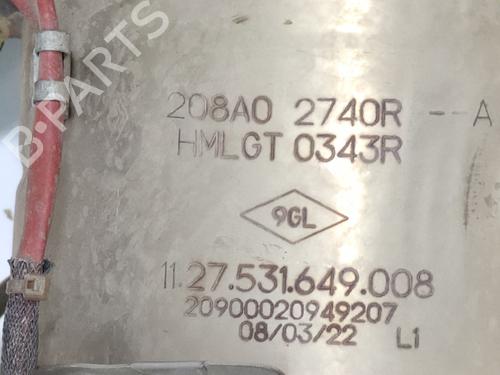 B-PARTS
208A0 2740R --A
HMLGT 0343R
9GL
11.27.531.649.008
20900020949207
08/03/22 L1